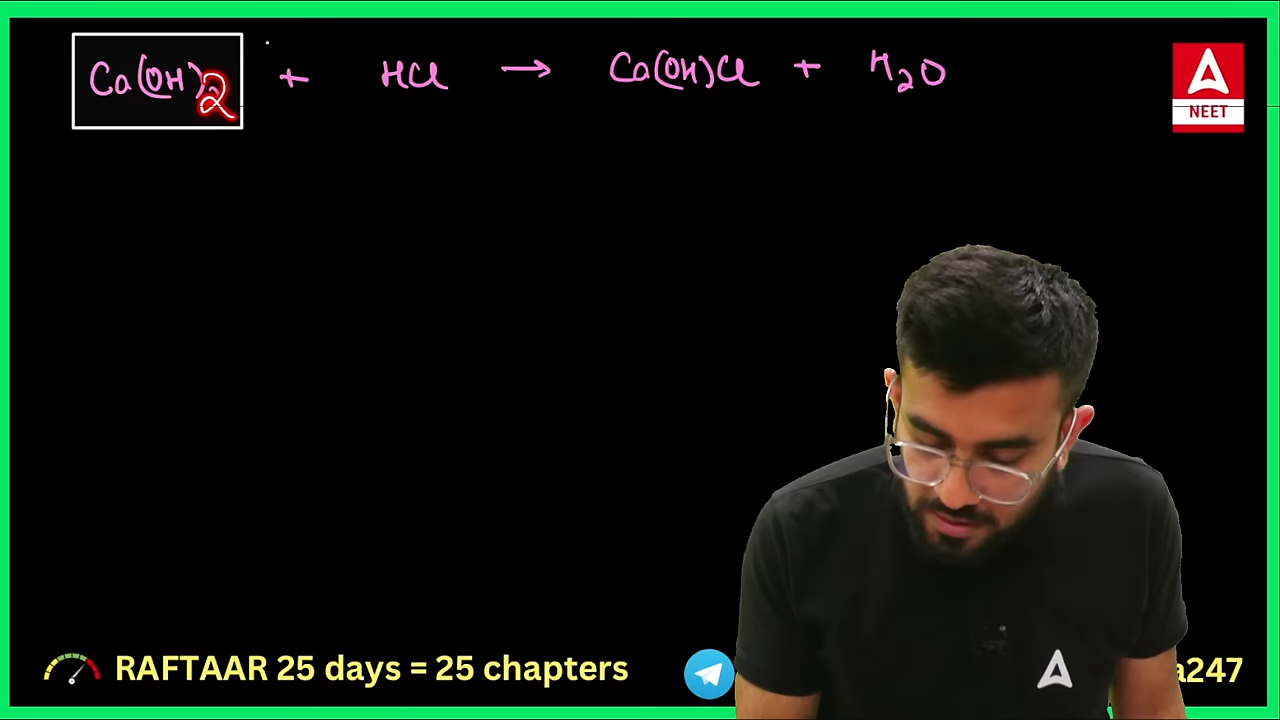 Ca(OH)2 + HCl → Ca(OH)Cl + H2O
NEET
RAFTAAR 25 days = 25 chapters
a247